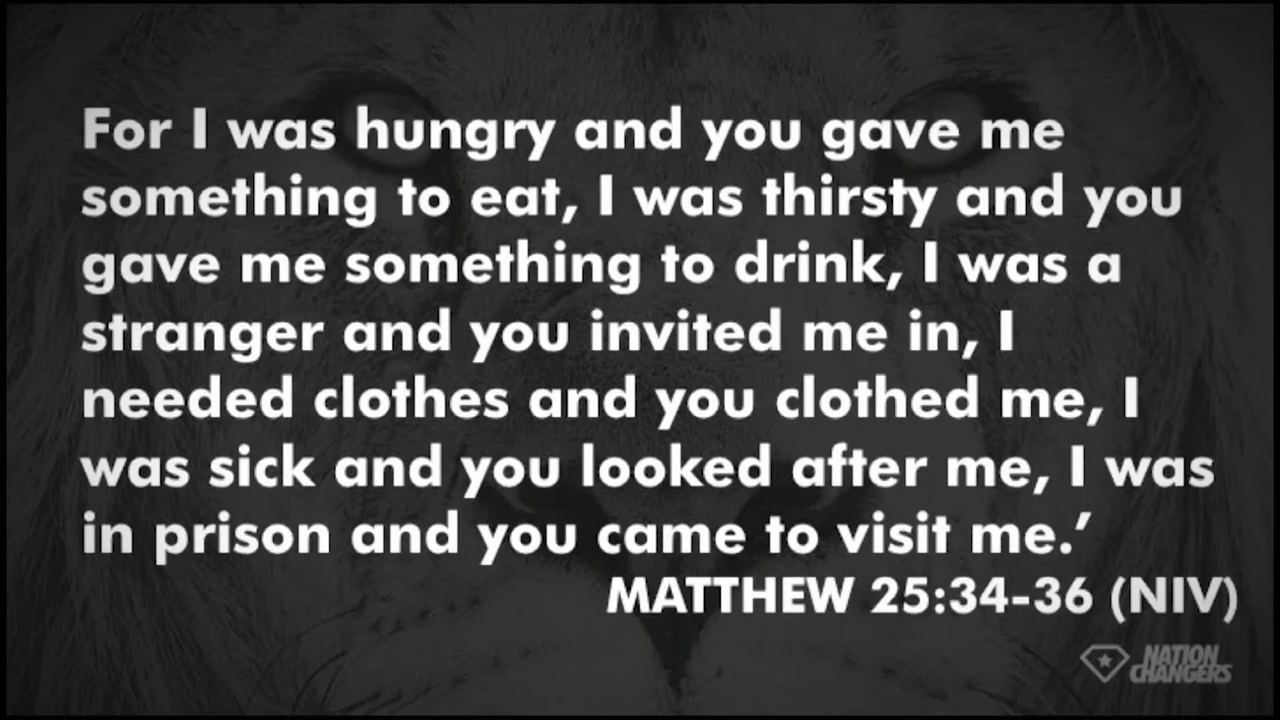 For I was hungry and you gave me
something to eat, I was thirsty and you
gave me something to drink, I was a
stranger and you invited me in, I
needed clothes and you clothed me, I
was sick and you looked after me, I was
in prison and you came to visit me.’
MATTHEW 25:34-36 (NIV)
NATION
CHANGERS